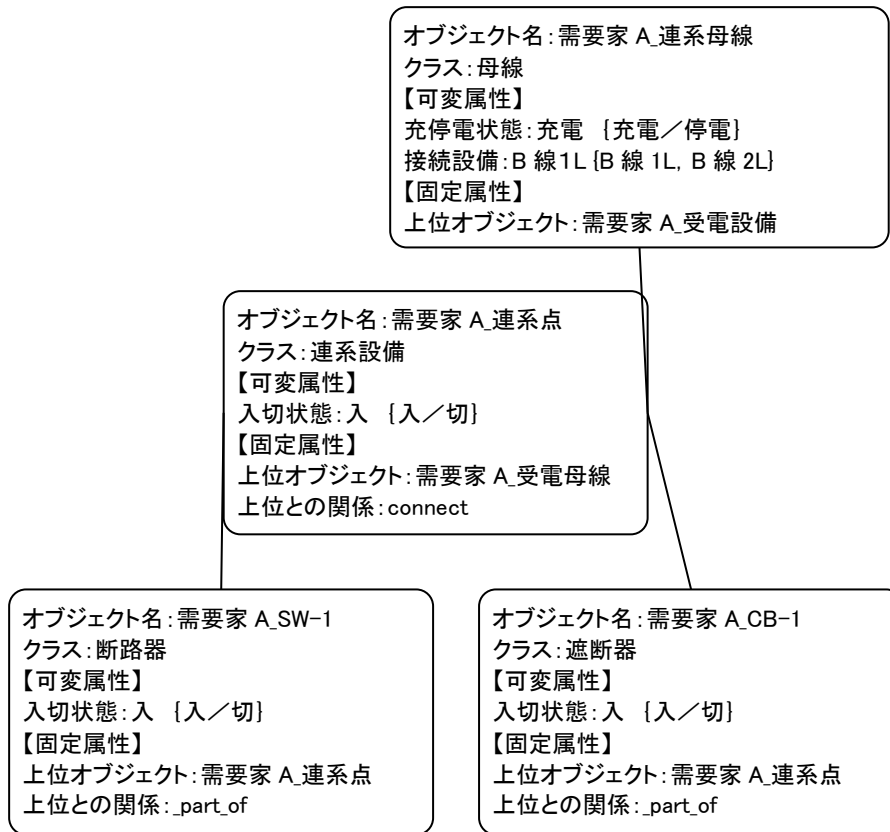 オブジェクト名：需要家 A_連系母線
クラス：母線
【可変属性】
充停電状態：充電　{充電／停電}
接続設備：B 線１L {B 線 1L, B 線 2L}
【固定属性】
上位オブジェクト：需要家 A_受電設備
オブジェクト名：需要家 A_連系点
クラス：連系設備
【可変属性】
入切状態：入　{入／切}
【固定属性】
上位オブジェクト：需要家 A_受電母線
上位との関係：connect
オブジェクト名：需要家 A_SW-1
クラス：断路器
【可変属性】
入切状態：入　{入／切}
【固定属性】
上位オブジェクト：需要家 A_連系点
上位との関係：_part_of
オブジェクト名：需要家 A_CB-1
クラス：遮断器
【可変属性】
入切状態：入　{入／切}
【固定属性】
上位オブジェクト：需要家 A_連系点
上位との関係：_part_of